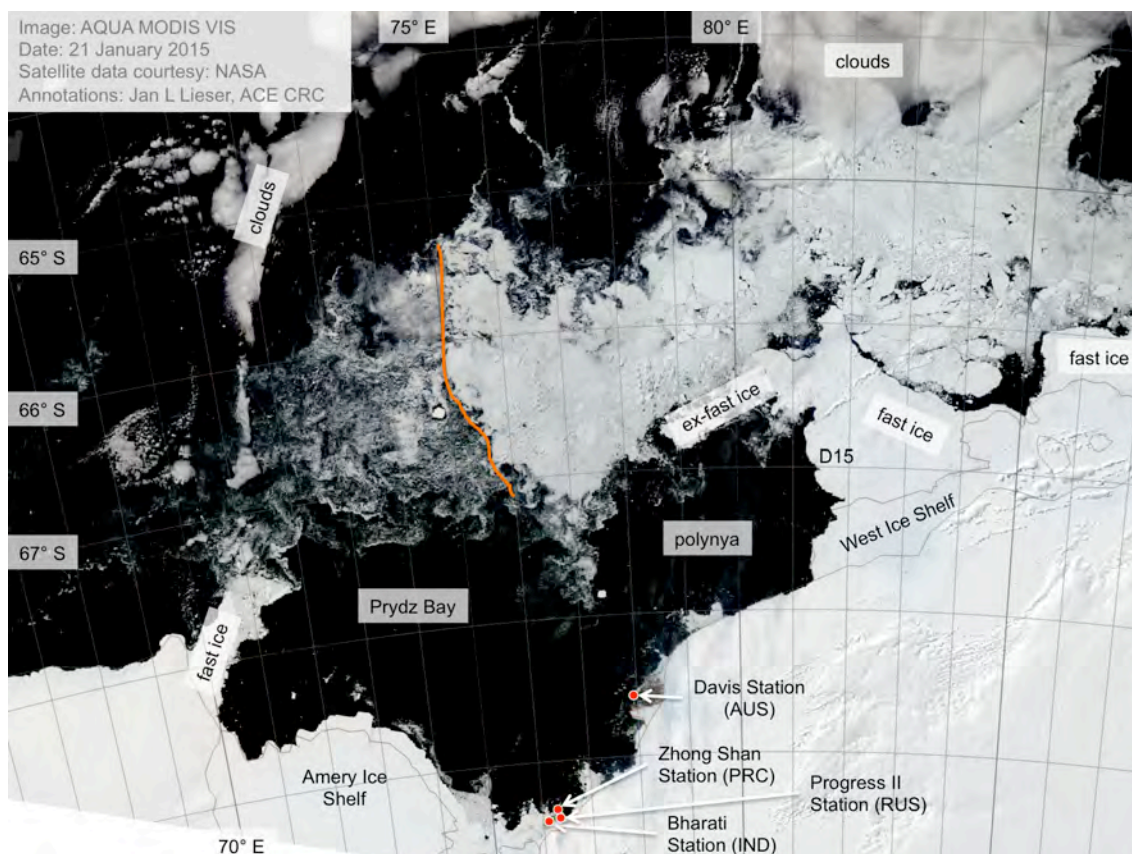 Image: AQUA MODIS VIS
Date: 21 January 2015
Satellite data courtesy: NASA
Annotations: Jan L Lieser, ACE CRC
75° E
80° E
clouds
clouds
65° S
66° S
67° S
ex-fast ice
fast ice
fast ice
D15
West Ice Shelf
polynya
Prydz Bay
fast ice
Davis Station
(AUS)
Zhong Shan
Station (PRC)
Progress II
Station (RUS)
Amery Ice
Shelf
Bharati
Station (IND)
70° E